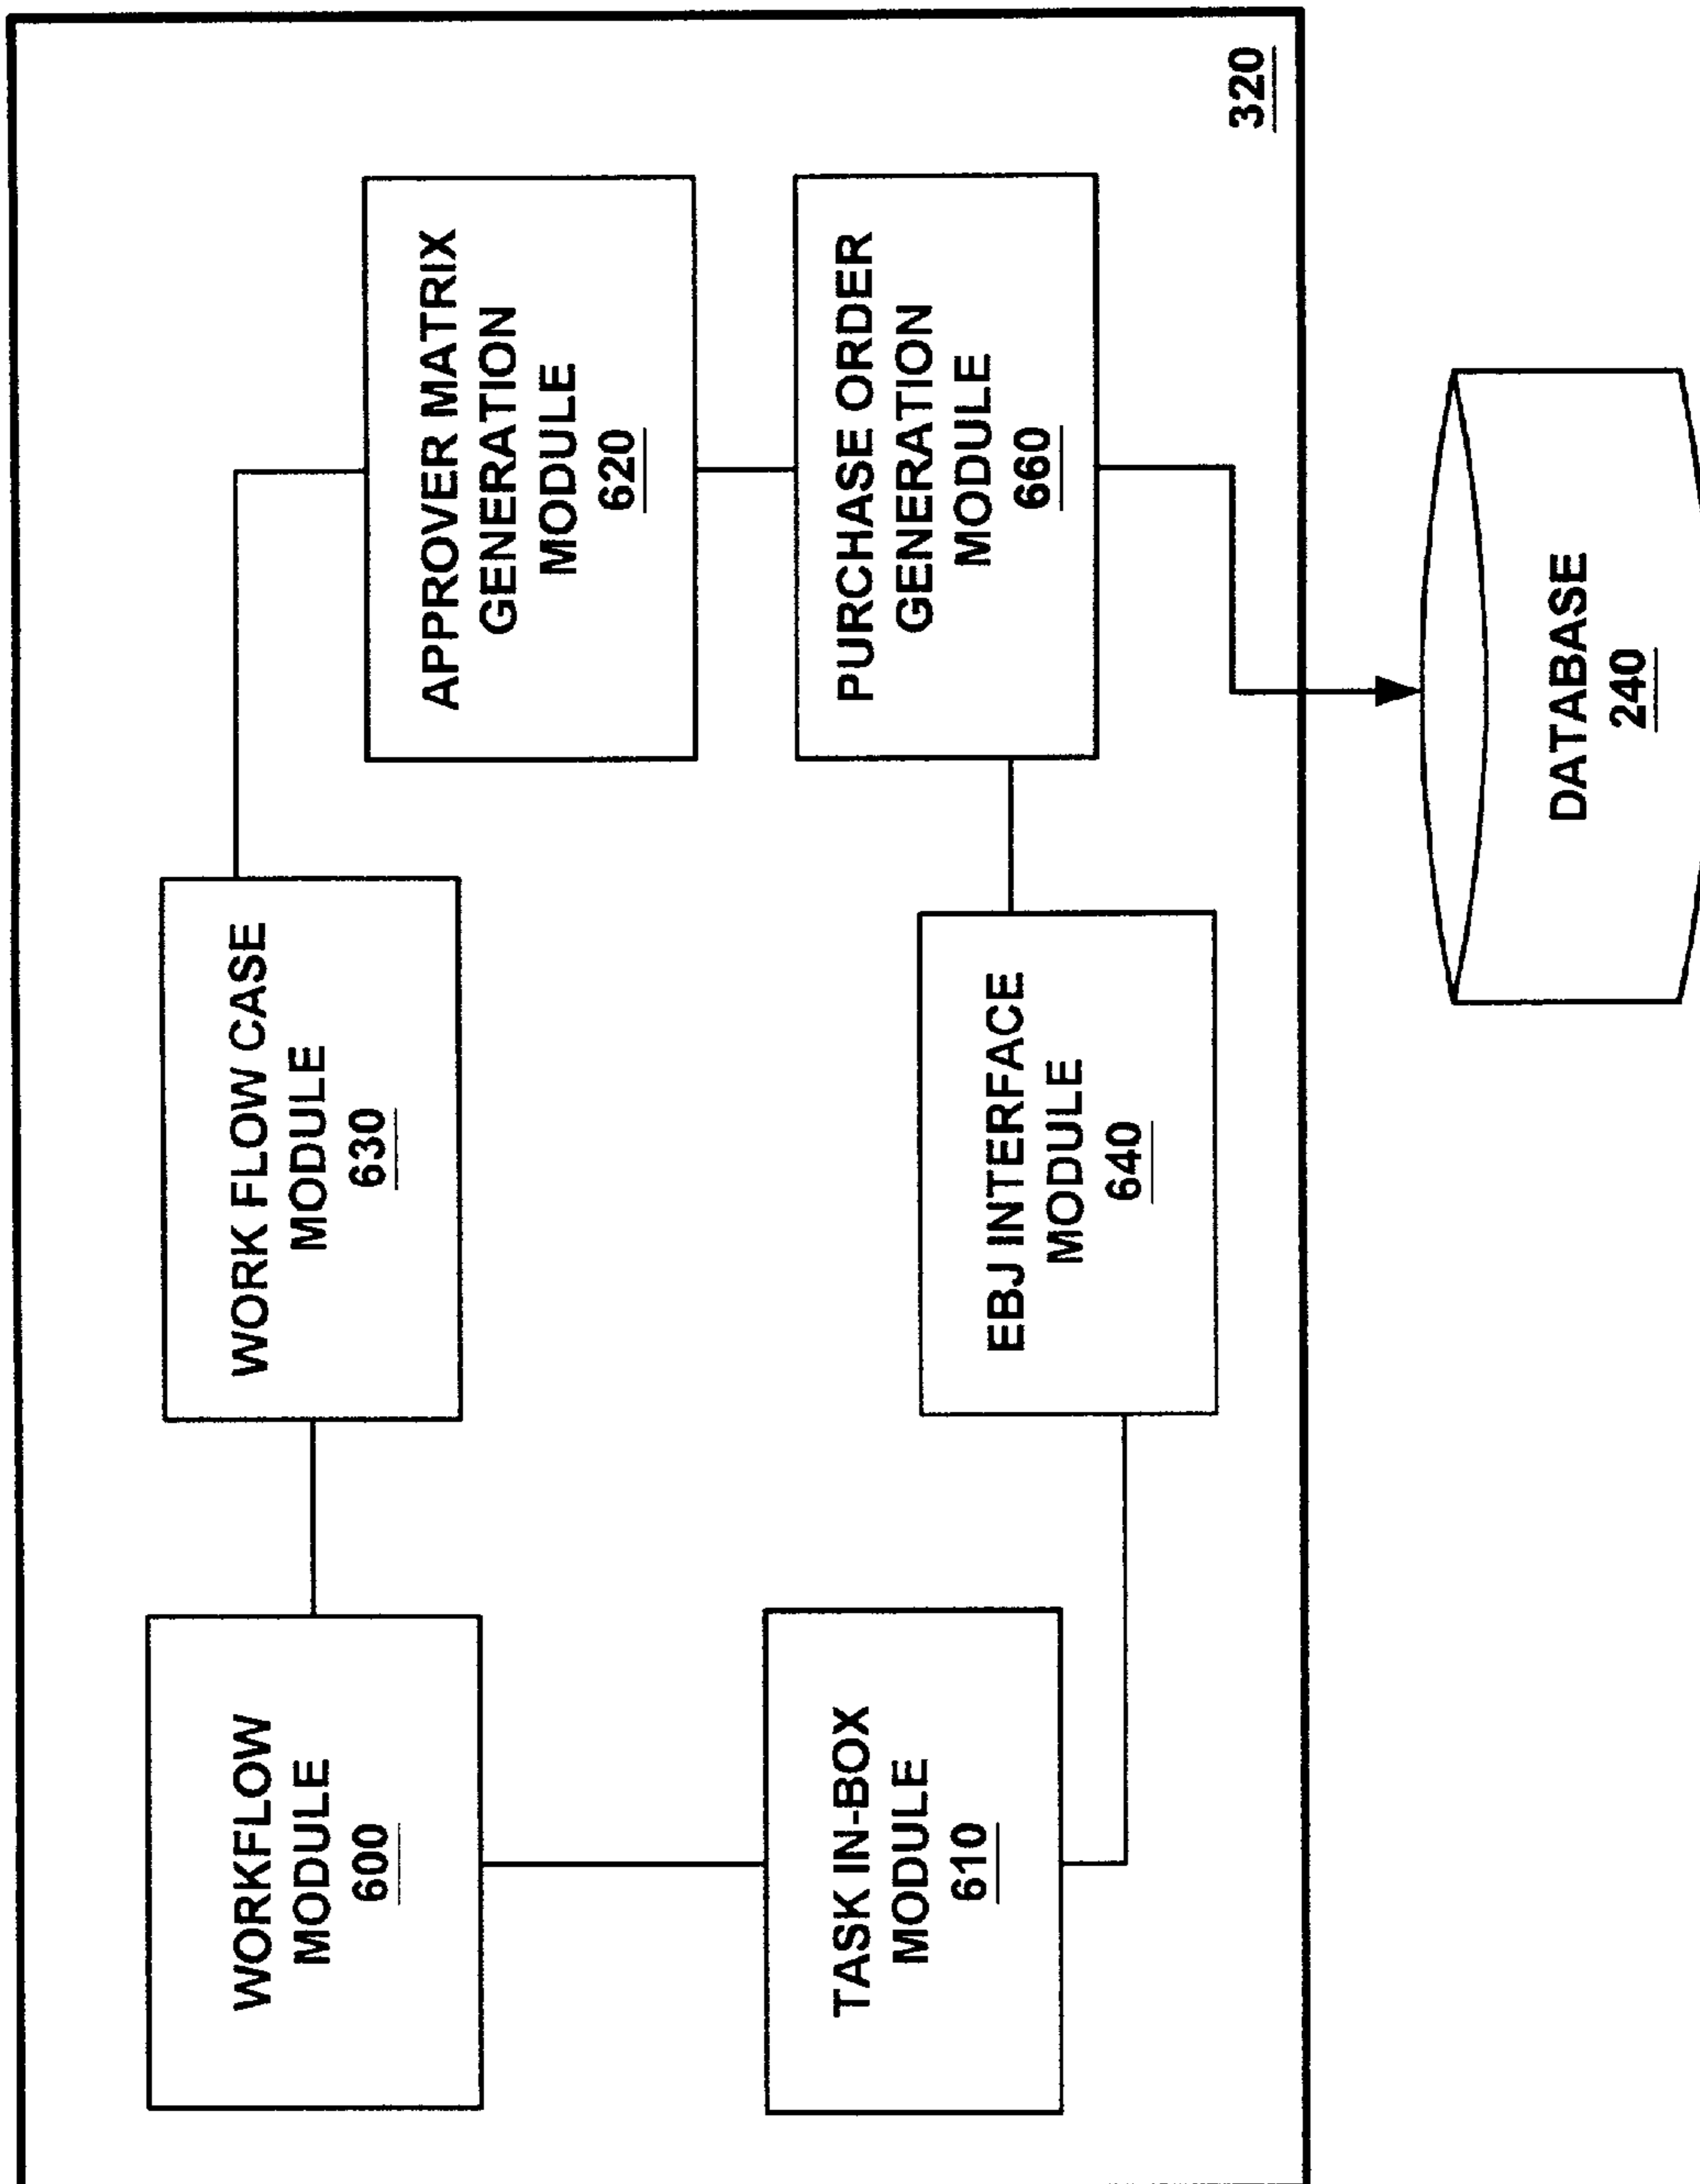 WORKFLOW
MODULE
600
WORK FLOW CASE
MODULE
630
APPROVER MATRIX
GENERATION
MODULE
620
TASK IN-BOX
MODULE
610
EBJ INTERFACE
MODULE
640
PURCHASE ORDER
GENERATION
MODULE
660
320
DATABASE
240